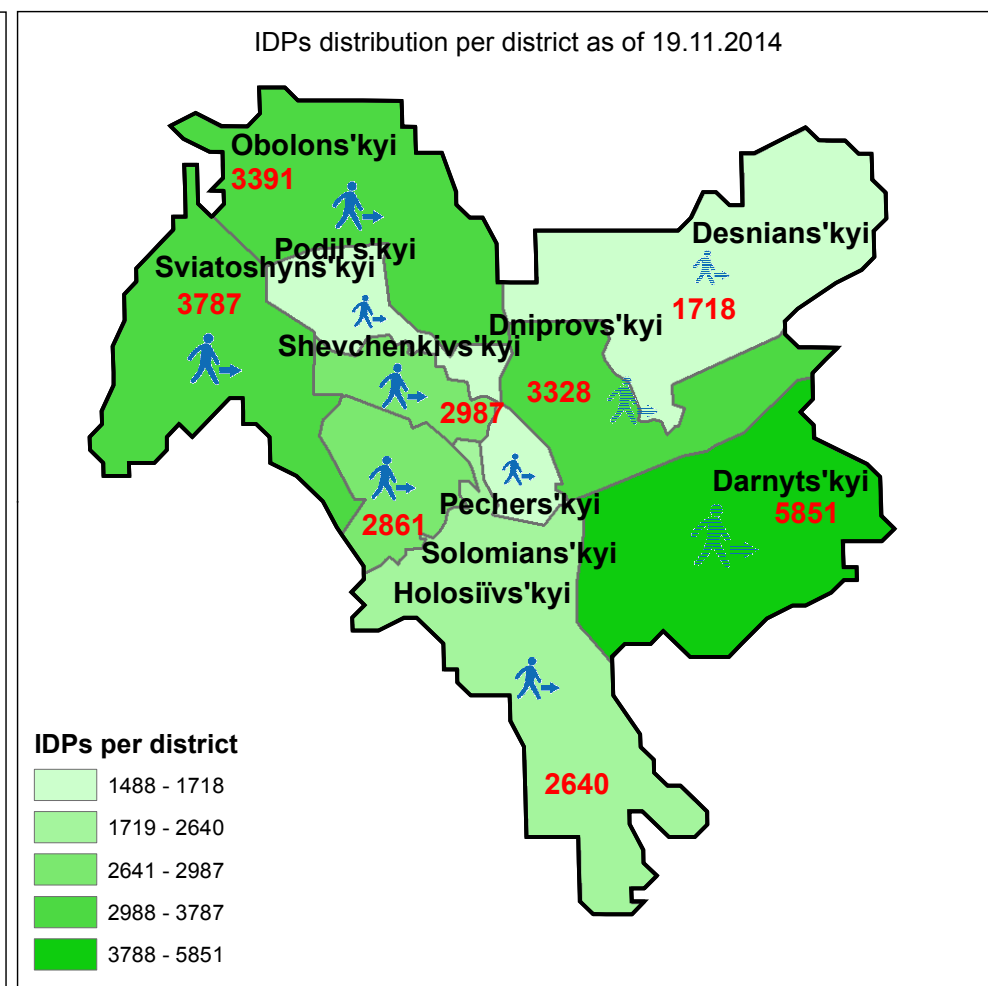 IDPs distribution per district as of 19.11.2014
Obolons'kyi
3391
Desnians'kyi
Podil's'kyi
Sviatoshyns'kyi
3787
1718
Dniprovs'kyi
Shevchenkivs'kyi
3328
2987
Darnyts'kyi
5851
Pechers'kyi
2861
Solomians'kyi
Holosiïvs'kyi
2640
IDPs per district
1488 - 1718
1719 - 2640
2641 - 2987
2988 - 3787
3788 - 5851